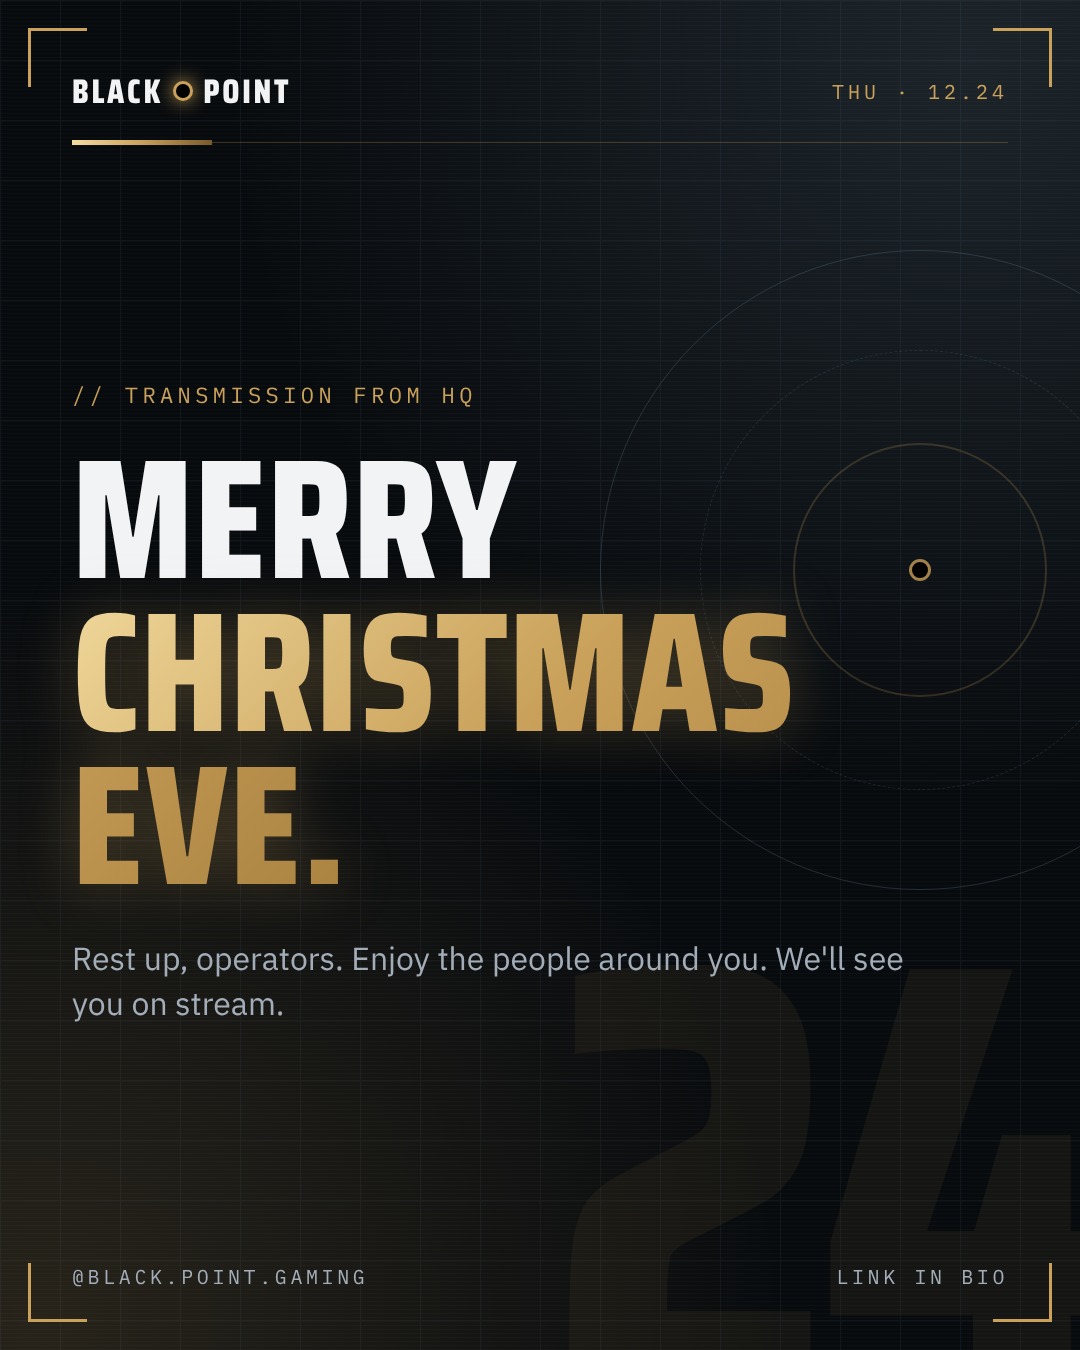 BLACK POINT
THU · 12.24
// TRANSMISSION FROM HQ
MERRY
CHRISTMAS
EVE.
Rest up, operators. Enjoy the people around you. We'll see
you on stream.
24
@BLACK.POINT.GAMING
LINK IN BIO